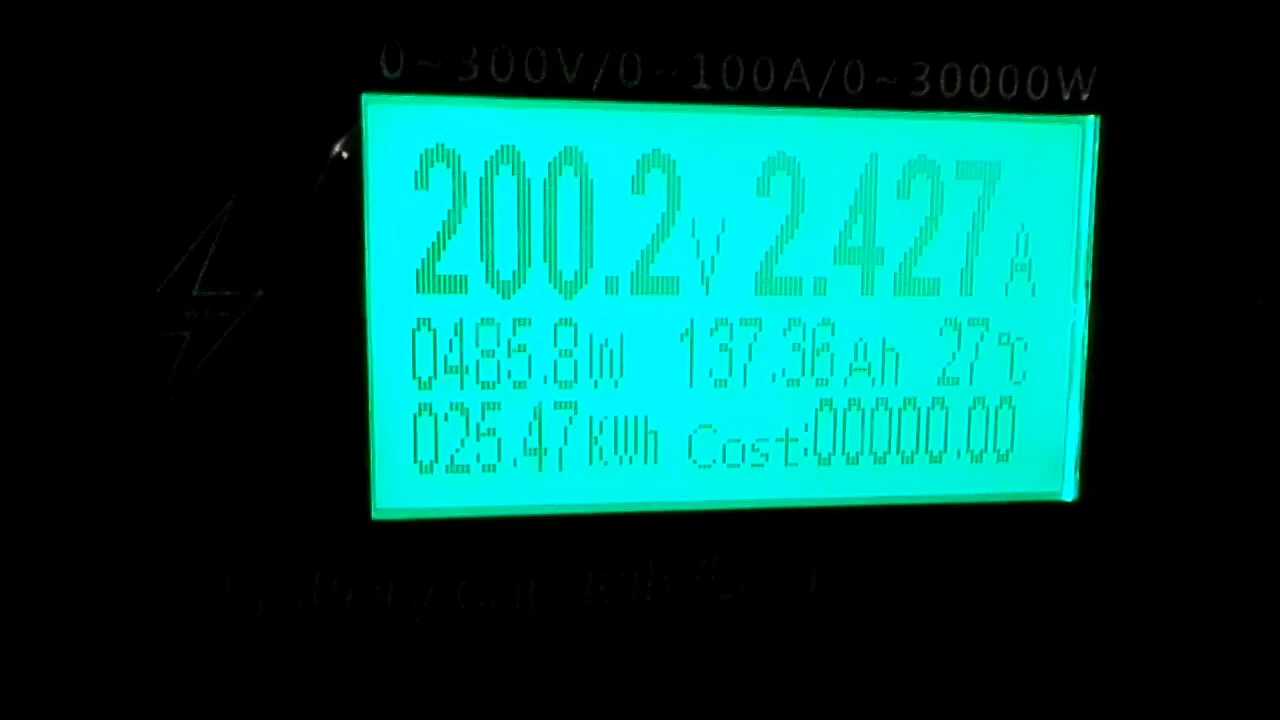 0~300V/0~100A/0~30000W
200.2V 2.427A
0485.8W 137.36Ah 27℃
025.47KWh Cost:00000.00